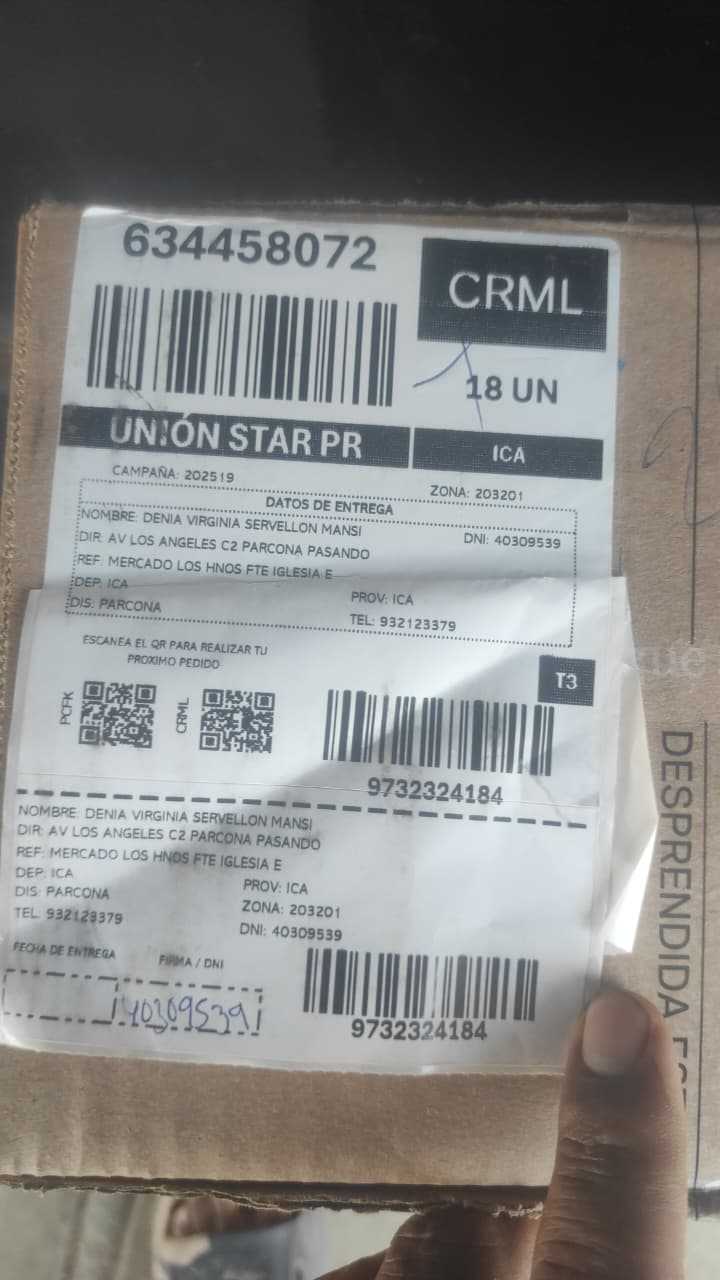 634458072
CRML
18 UN
UNIÓN STAR PR
ICA
CAMPAÑA: 202519
ZONA: 203201
DATOS DE ENTREGA
NOMBRE: DENIA VIRGINIA SERVELLON MANSI
DNI: 40309539
DIR: AV LOS ANGELES C2 PARCONA PASANDO
REF: MERCADO LOS HNOS FTE IGLESIA E
DEP: ICA
PROV: ICA
DIS: PARCONA
TEL: 932123379
ESCANEA EL QR PARA REALIZAR TU
PROXIMO PEDIDO
T3
PCFK
CRML
9732324184
NOMBRE: DENIA VIRGINIA SERVELLON MANSI
DIR: AV LOS ANGELES C2 PARCONA PASANDO
REF: MERCADO LOS HNOS FTE IGLESIA E
DEP: ICA
PROV: ICA
DIS: PARCONA
ZONA: 203201
TEL: 932123379
DNI: 40309539
FECHA DE ENTREGA
FIRMA / DNI
40309539
9732324184
DESPRENDIDA